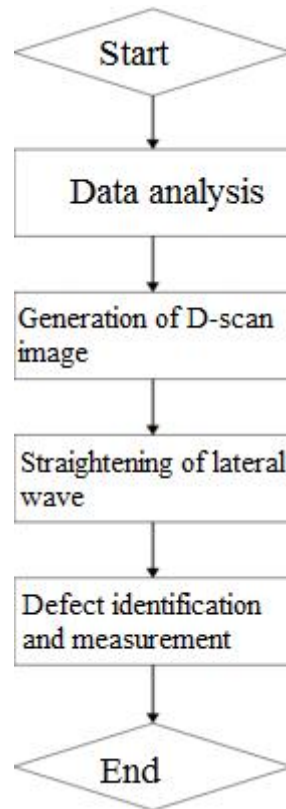 Start
Data analysis
Generation of D-scan
image
Straightening of lateral
wave
Defect identification
and measurement
End